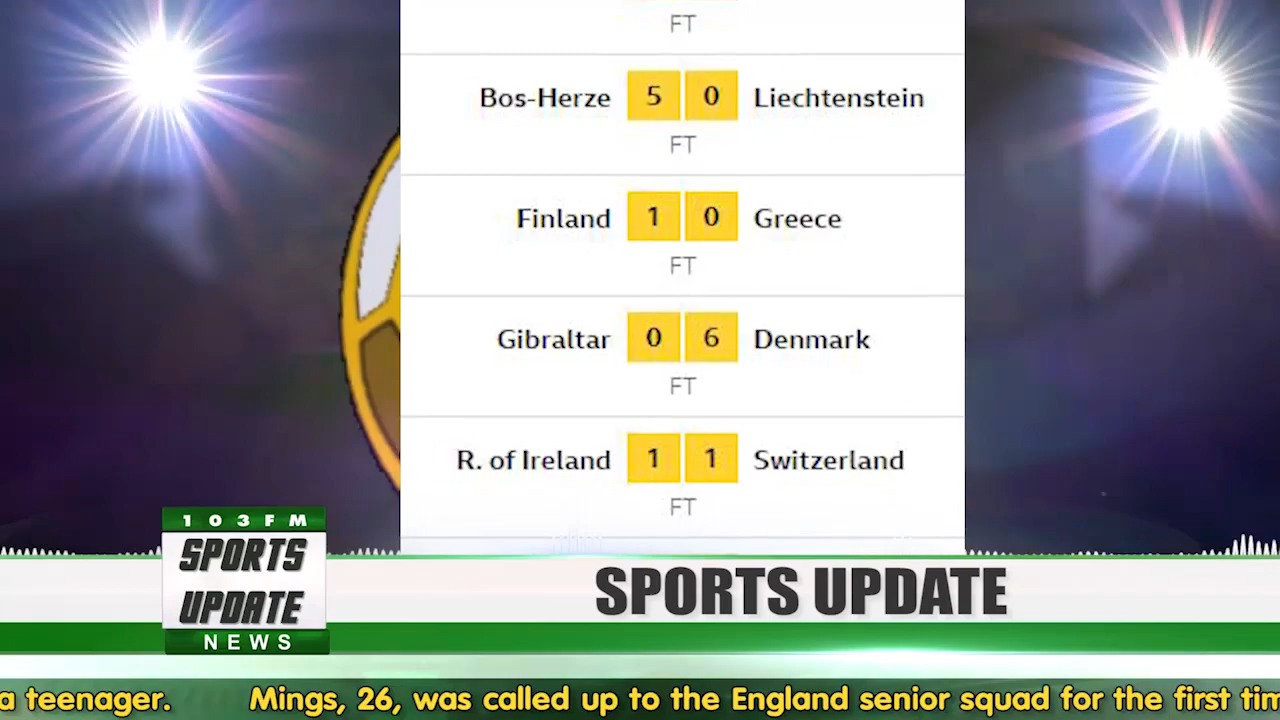 FT
Bos-Herze 5 0 Liechtenstein
FT
Finland 1 0 Greece
FT
Gibraltar 0 6 Denmark
FT
R. of Ireland 1 1 Switzerland
FT
103FM
SPORTS
UPDATE
NEWS
SPORTS UPDATE
a teenager. Mings, 26, was called up to the England senior squad for the first